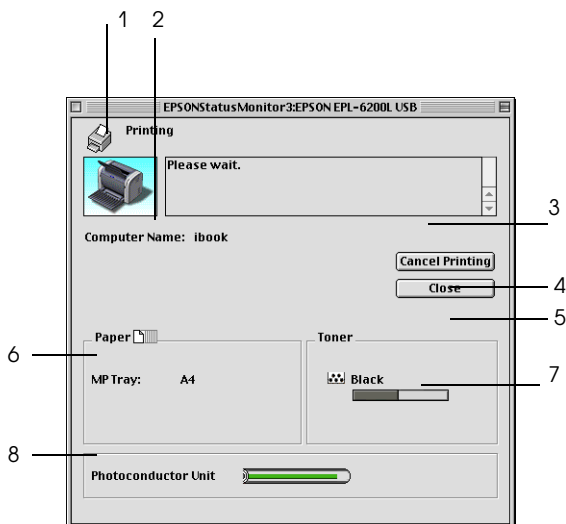 1 2
EPSONStatusMonitor3:EPSON EPL-6200L USB
Printing
Please wait.
3
Computer Name: ibook
Cancel Printing
Close 4
5
Paper Toner
6
MP Tray: A4 Black 7
8
Photoconductor Unit